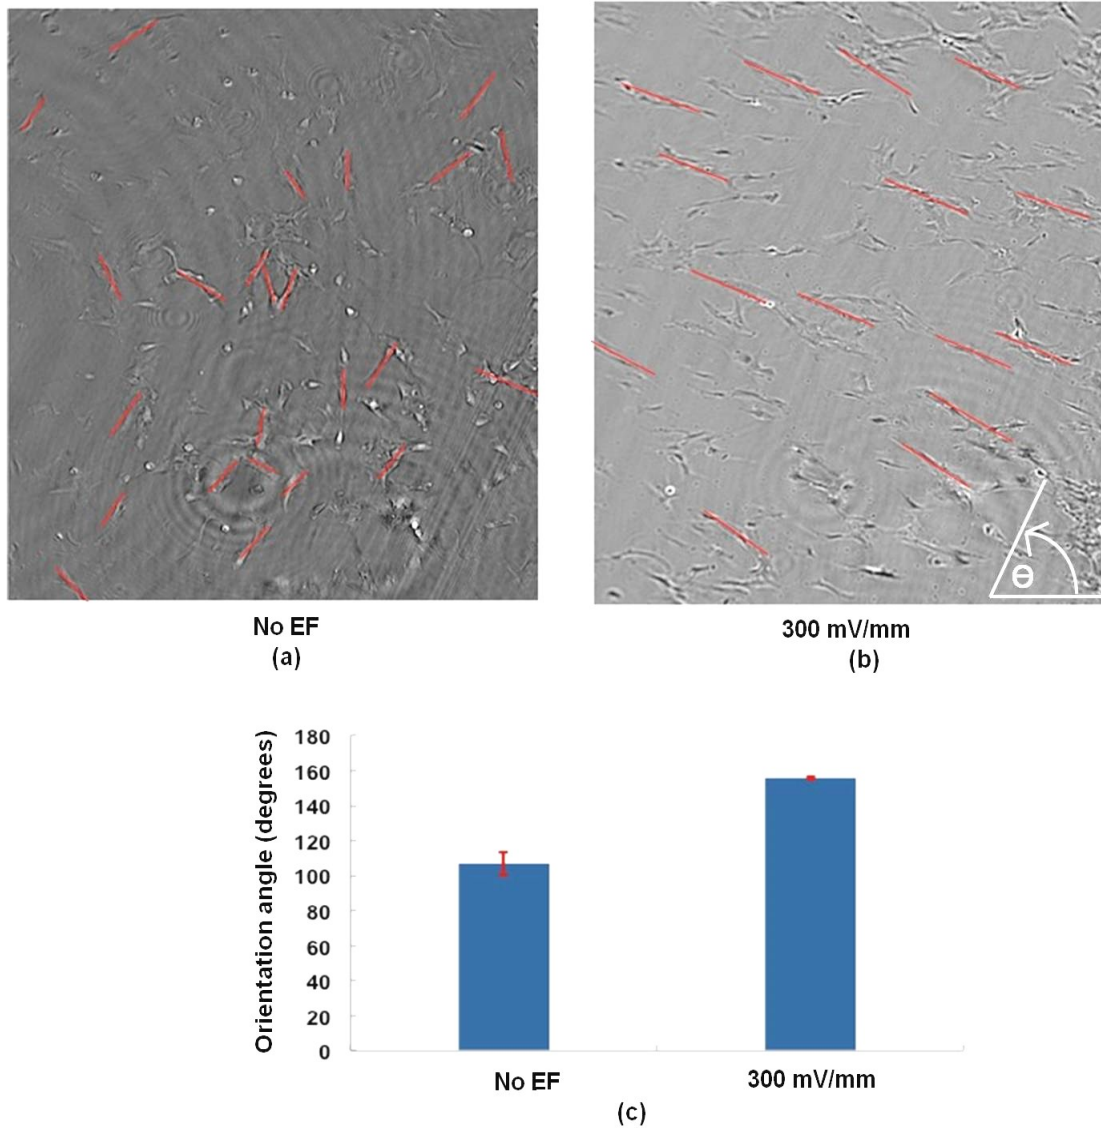 No EF
(a)
Θ
300 mV/mm
(b)
Orientation angle (degrees)
180
160
140
120
100
80
60
40
20
0
No EF
300 mV/mm
(c)